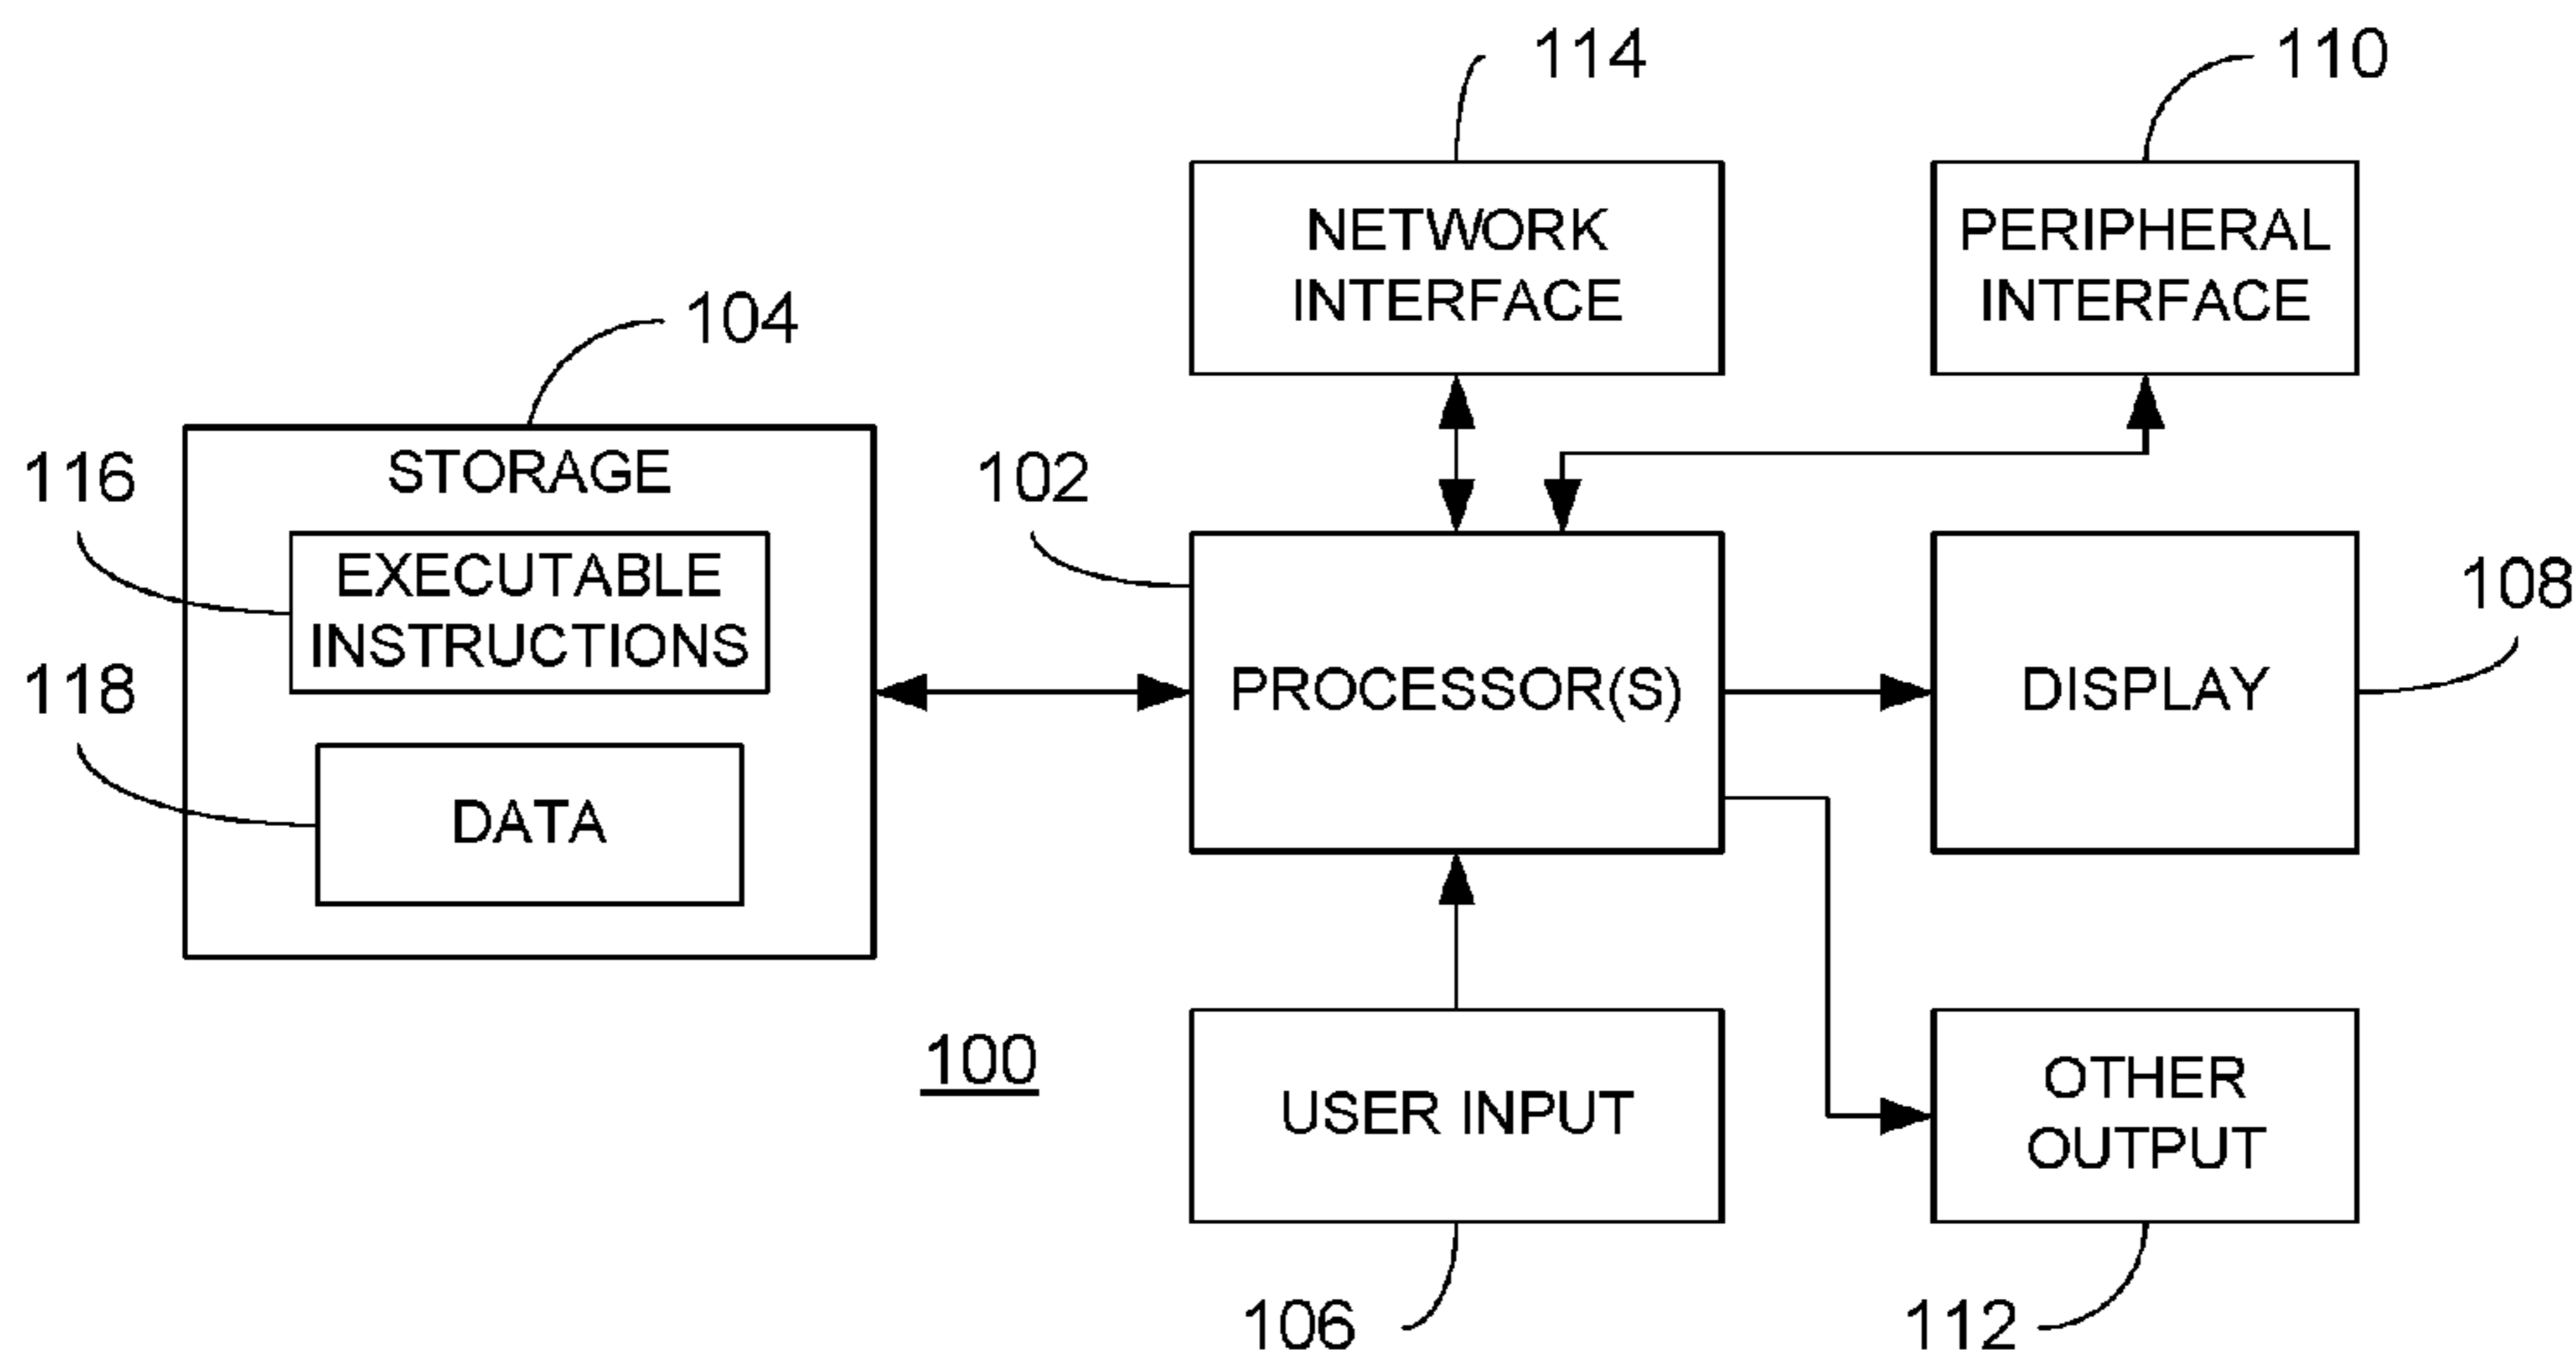 114
110
NETWORK
INTERFACE
PERIPHERAL
INTERFACE
104
STORAGE
116
EXECUTABLE
INSTRUCTIONS
118
DATA
102
PROCESSOR(S)
DISPLAY
108
100
USER INPUT
OTHER
OUTPUT
106
112